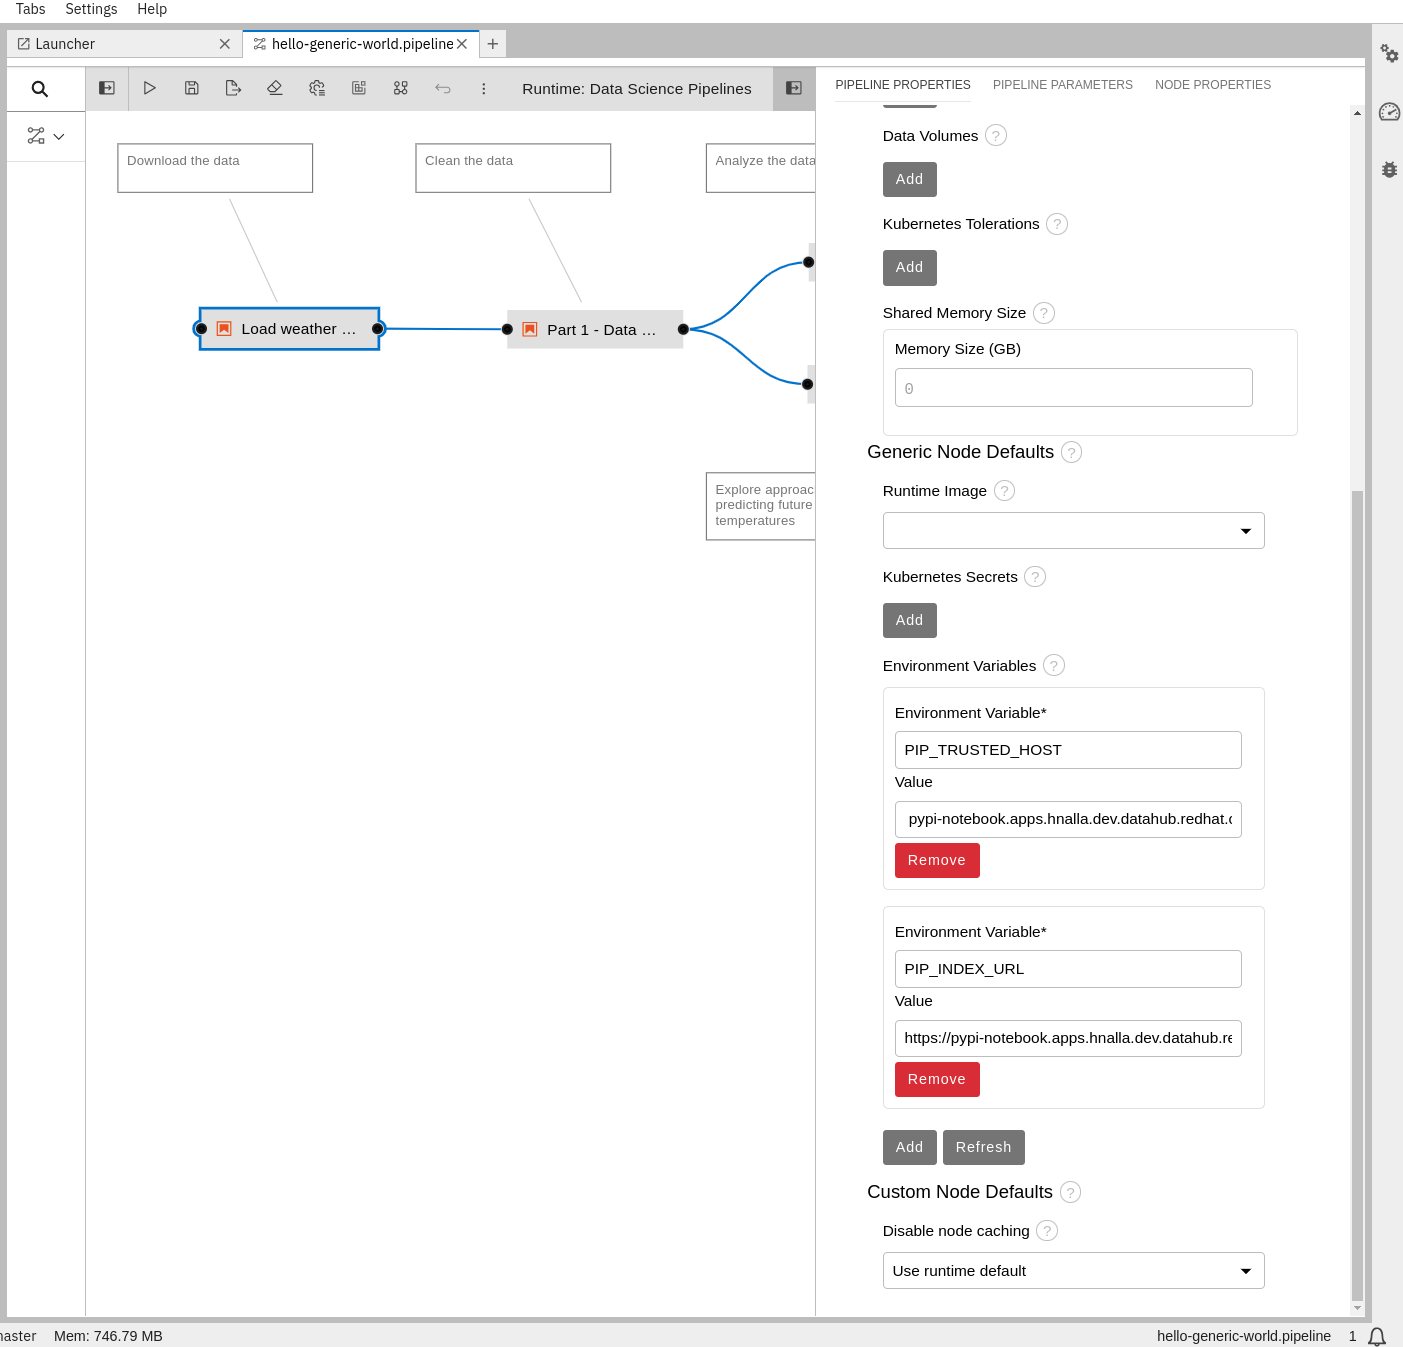 Tabs Settings Help
Launcher
hello-generic-world.pipeline
Runtime: Data Science Pipelines
PIPELINE PROPERTIES PIPELINE PARAMETERS NODE PROPERTIES
Download the data
Clean the data
Analyze the data
Load weather ...
Part 1 - Data ...
Explore approac
predicting future
temperatures
Data Volumes ?
Add
Kubernetes Tolerations ?
Add
Shared Memory Size ?
Memory Size (GB)
0
Generic Node Defaults ?
Runtime Image ?
Kubernetes Secrets ?
Add
Environment Variables ?
Environment Variable*
PIP_TRUSTED_HOST
Value
pypi-notebook.apps.hnalla.dev.datahub.redhat.c
Remove
Environment Variable*
PIP_INDEX_URL
Value
https://pypi-notebook.apps.hnalla.dev.datahub.re
Remove
Add Refresh
Custom Node Defaults ?
Disable node caching ?
Use runtime default
master Mem: 746.79 MB
hello-generic-world.pipeline 1